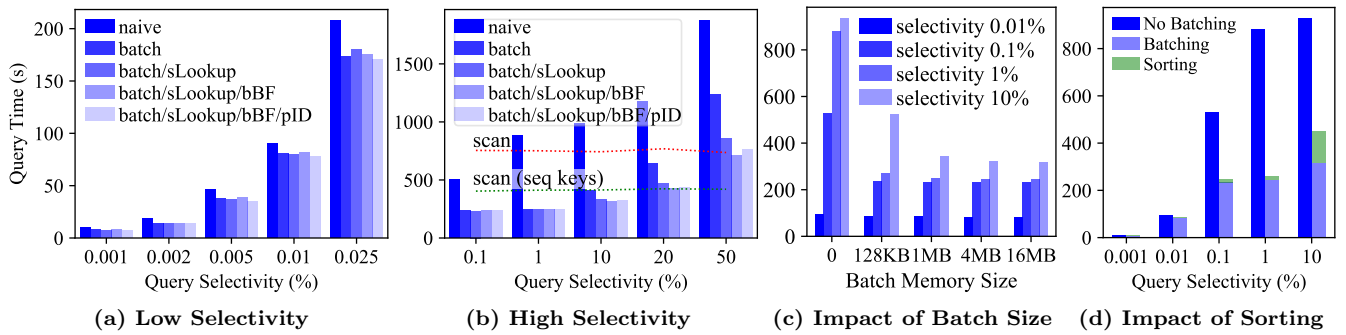 Query Time (s)
200
150
100
50
0
naive
batch
batch/sLookup
batch/sLookup/bBF
batch/sLookup/bBF/pID
0.001 0.002 0.005 0.01 0.025
Query Selectivity (%)
(a) Low Selectivity
1500
1000
500
0
naive
batch
batch/sLookup
batch/sLookup/bBF
batch/sLookup/bBF/pID
scan
scan (seq keys)
0.1 1 10 20 50
Query Selectivity (%)
(b) High Selectivity
800
600
400
200
0
selectivity 0.01%
selectivity 0.1%
selectivity 1%
selectivity 10%
0 128KB 1MB 4MB 16MB
Batch Memory Size
(c) Impact of Batch Size
800
600
400
200
0
No Batching
Batching
Sorting
0.001 0.01 0.1 1 10
Query Selectivity (%)
(d) Impact of Sorting